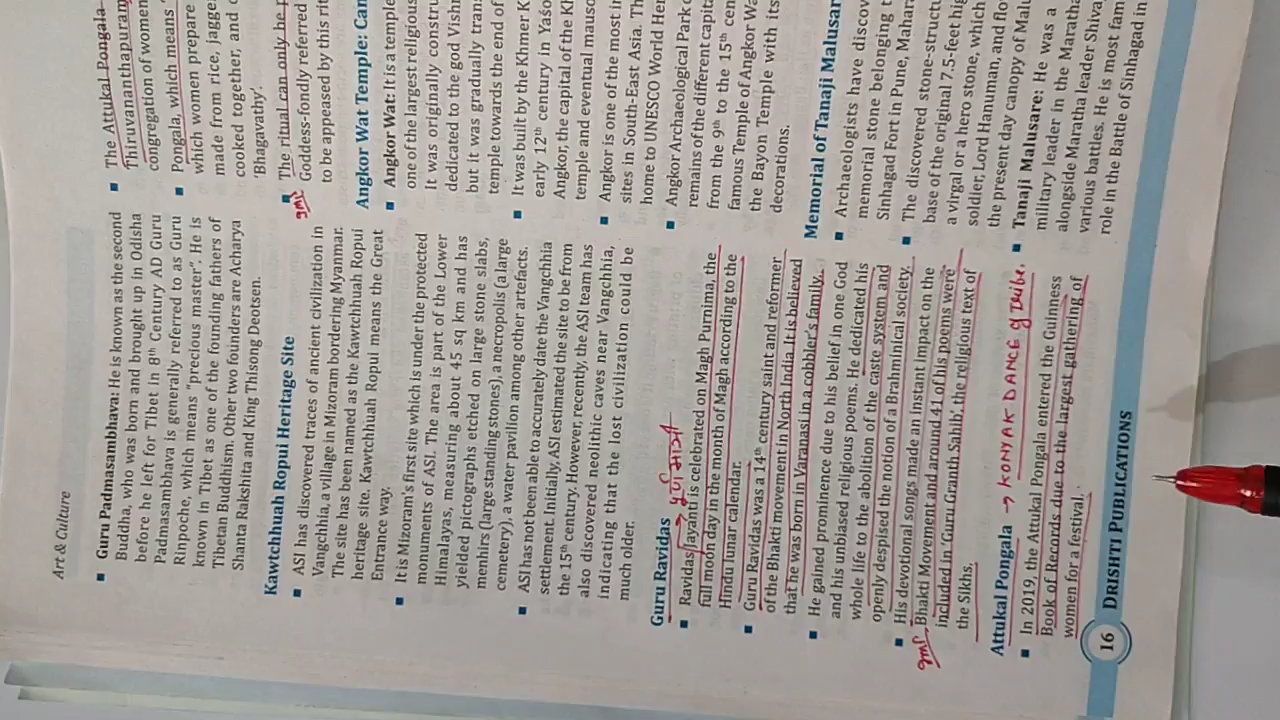 Art & Culture
▪ Guru Padmasambhava: He is known as the second
Buddha, who was born and brought up in Odisha
before he left for Tibet in 8th Century AD Guru
Padmasambhava is generally referred to as Guru
Rinpoche, which means "precious master". He is
known in Tibet as one of the founding fathers of
Tibetan Buddhism. Other two founders are Acharya
Shanta Rakshita and King Thisong Deotsen.
Kawtchhuah Ropui Heritage Site
▪ ASI has discovered traces of ancient civilization in
Vangchhia, a village in Mizoram bordering Myanmar.
The site has been named as the Kawtchhuah Ropui
heritage site. Kawtchhuah Ropui means the Great
Entrance way.
▪ It is Mizoram's first site which is under the protected
monuments of ASI. The area is part of the Lower
Himalayas, measuring about 45 sq km and has
yielded pictographs etched on large stone slabs,
menhirs (large standing stones), a necropolis (a large
cemetery), a water pavilion among other artefacts.
▪ ASI has not been able to accurately date the Vangchhia
settlement. Initially, ASI estimated the site to be from
the 15th century. However, recently, the ASI team has
also discovered neolithic caves near Vangchhia,
indicating that the lost civilization could be
much older.
Guru Ravidas → पूर्णमासी
▪ Ravidas Jayanti is celebrated on Magh Purnima, the
full moon day in the month of Magh according to the
Hindu lunar calendar.
▪ Guru Ravidas was a 14th century saint and reformer
of the Bhakti movement in North India. It is believed
that he was born in Varanasi in a cobbler's family.
▪ He gained prominence due to his belief in one God
and his unbiased religious poems. He dedicated his
whole life to the abolition of the caste system and
openly despised the notion of a Brahminical society.
▪ His devotional songs made an instant impact on the
Imp Bhakti Movement and around 41 of his poems were
included in 'Guru Granth Sahib', the religious text of
the Sikhs.
Attukal Pongala → KONYAK DANCE of Tribe.
▪ In 2019, the Attukal Pongala entered the Guinness
Book of Records due to the largest gathering of
women for a festival.
16 DRISHTI PUBLICATIONS
▪ The Attukal Pongala
Thiruvananthapuram
congregation of women
▪ Pongala, which means '
which women prepare
made from rice, jagger
cooked together, and o
'Bhagavathy'.
Imp ▪ The ritual can only be p
Goddess-fondly referred
to be appeased by this rit
Angkor Wat Temple: Cam
▪ Angkor Wat: It is a temple
one of the largest religious
It was originally constru
dedicated to the god Vishn
but it was gradually trans
temple towards the end of
▪ It was built by the Khmer K
early 12th century in Yaśo
Angkor, the capital of the Kh
temple and eventual mauso
▪ Angkor is one of the most im
sites in South-East Asia. Th
home to UNESCO World Her
▪ Angkor Archaeological Park c
remains of the different capita
from the 9th to the 15th cen
famous Temple of Angkor Wa
the Bayon Temple with its
decorations.
Memorial of Tanaji Malusar
▪ Archaeologists have discov
memorial stone belonging t
Sinhagad Fort in Pune, Mahara
▪ The discovered stone-structu
base of the original 7.5-feet hig
a virgal or a hero stone, which
soldier, Lord Hanuman, and flow
the present day canopy of Malu
▪ Tanaji Malusare: He was a
military leader in the Maratha
alongside Maratha leader Shivaj
various battles. He is most fam
role in the Battle of Sinhagad in